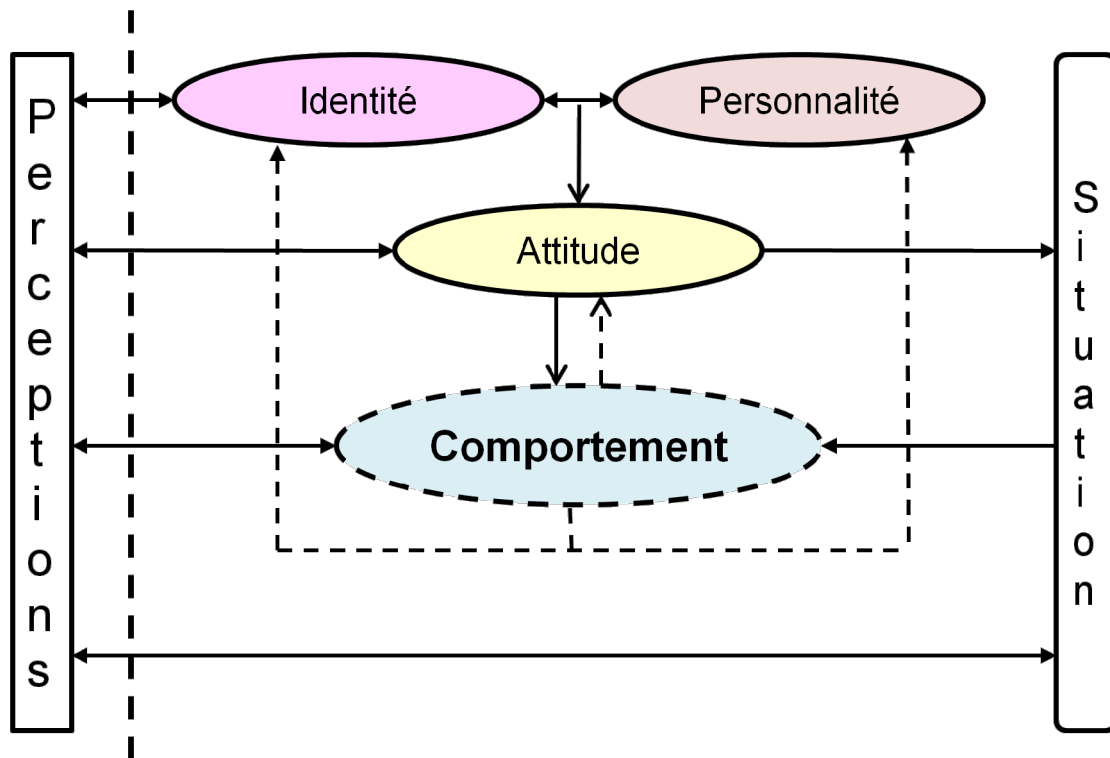 Perceptions
Identité
Personnalité
Attitude
Comportement
Situation